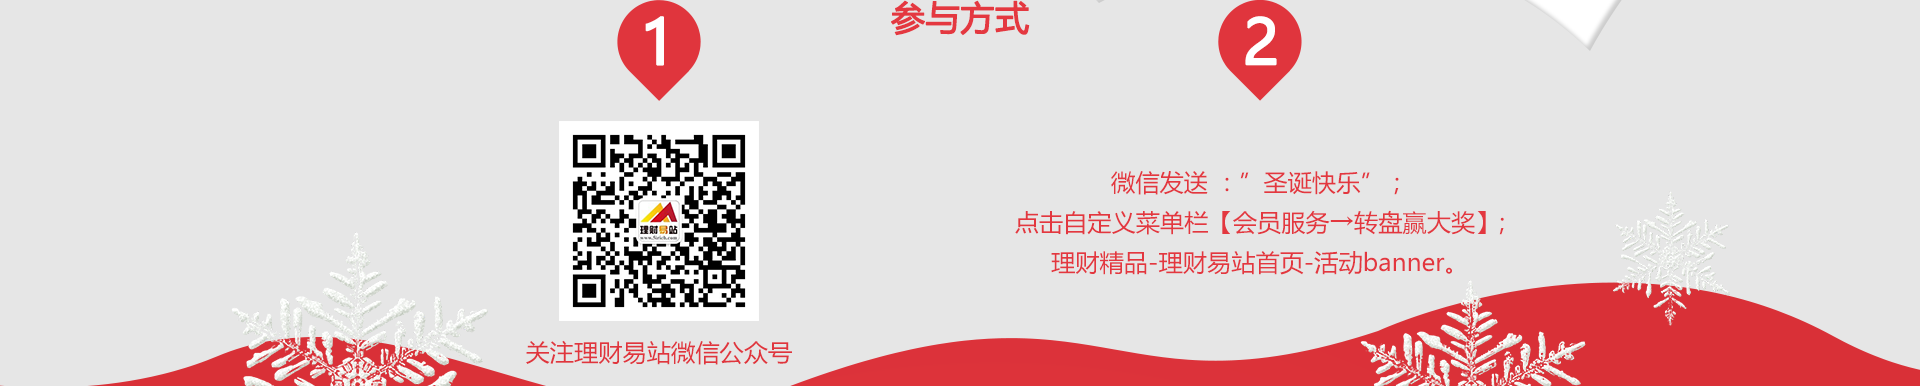 参与方式
1
理财易站
关注理财易站微信公众号
2
微信发送 ：”圣诞快乐” ；
点击自定义菜单栏【会员服务→转盘赢大奖】；
理财精品-理财易站首页-活动banner。